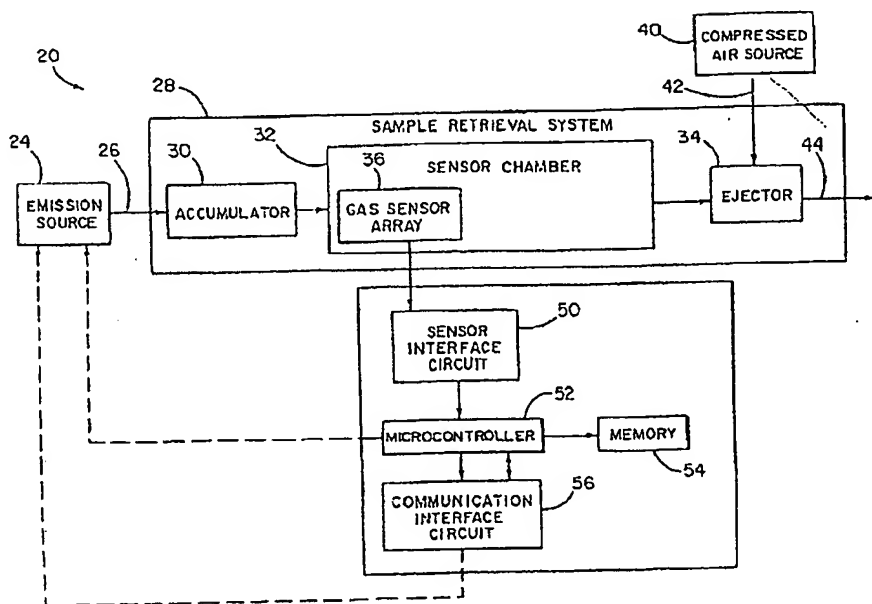 40
COMPRESSED
AIR SOURCE
20
28
42
SAMPLE RETRIEVAL SYSTEM
24
26
30
32
SENSOR CHAMBER
34
44
36
EMISSION
SOURCE
ACCUMULATOR
GAS SENSOR
ARRAY
EJECTOR
50
SENSOR
INTERFACE
CIRCUIT
52
MICROCONTROLLER
MEMORY
54
56
COMMUNICATION
INTERFACE
CIRCUIT